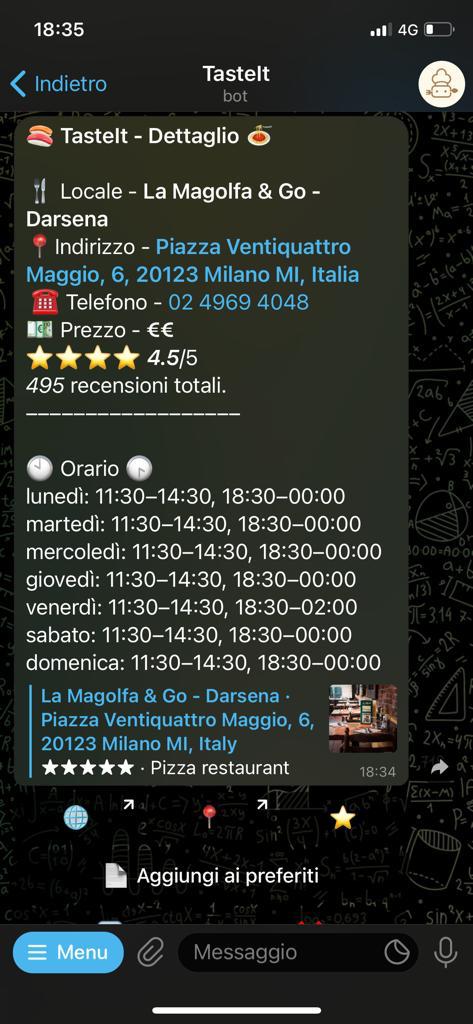 18:35
4G
Indietro
TasteIt
bot
TasteIt - Dettaglio
Locale - La Magolfa & Go -
Darsena
Indirizzo - Piazza Ventiquattro
Maggio, 6, 20123 Milano MI, Italia
Telefono - 02 4969 4048
Prezzo - €€
4.5/5
495 recensioni totali.
––––––––––––––––––
Orario
lunedì: 11:30–14:30, 18:30–00:00
martedì: 11:30–14:30, 18:30–00:00
mercoledì: 11:30–14:30, 18:30–00:00
giovedì: 11:30–14:30, 18:30–00:00
venerdì: 11:30–14:30, 18:30–02:00
sabato: 11:30–14:30, 18:30–00:00
domenica: 11:30–14:30, 18:30–00:00
La Magolfa & Go - Darsena ·
Piazza Ventiquattro Maggio, 6,
20123 Milano MI, Italy
★★★★★ · Pizza restaurant
18:34
Aggiungi ai preferiti
Menu
Messaggio